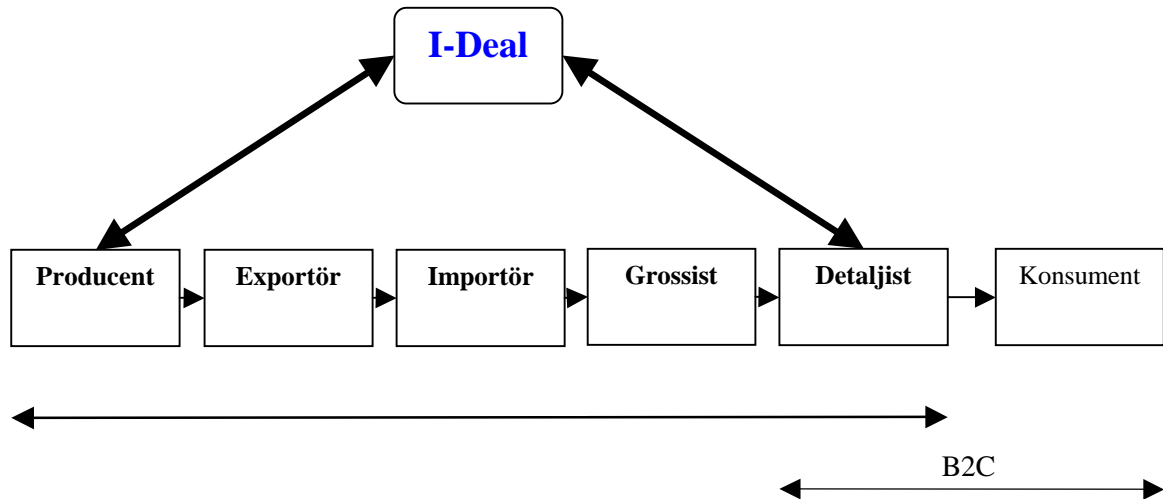 I-Deal
Producent
Exportör
Importör
Grossist
Detaljist
Konsument
B2C